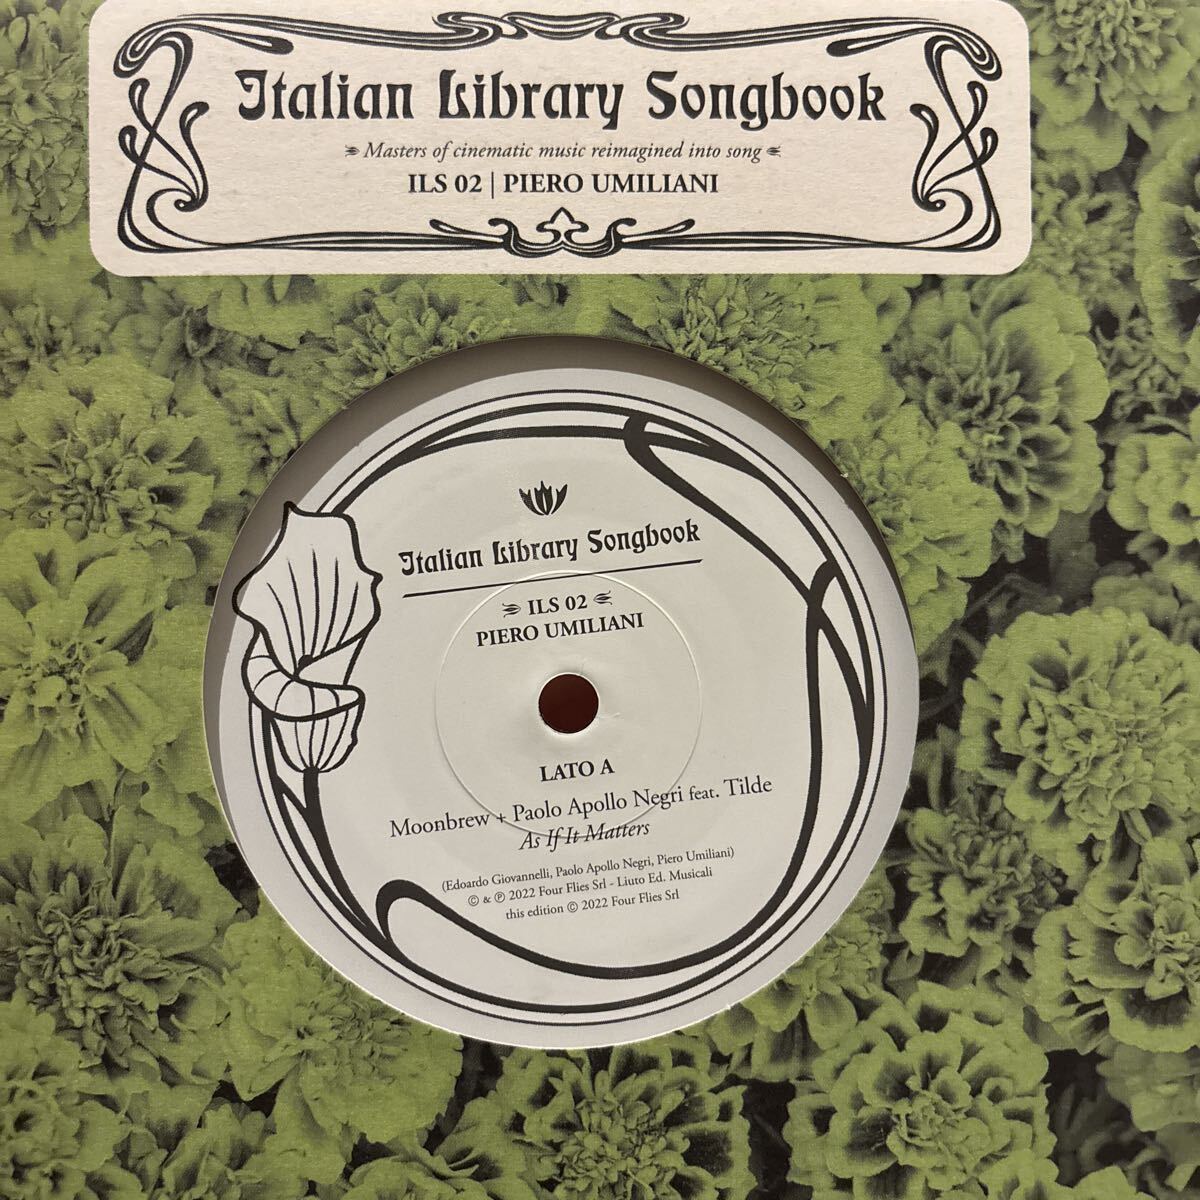 Italian Library Songbook
Masters of cinematic music reimagined into song
ILS 02 | PIERO UMILIANI
Italian Library Songbook
ILS 02
PIERO UMILIANI
LATO A
Moonbrew + Paolo Apollo Negri feat. Tilde
As If It Matters
(Edoardo Giovannelli, Paolo Apollo Negri, Piero Umiliani)
© & ℗ 2022 Four Flies Srl - Liuto Ed. Musicali
this edition © 2022 Four Flies Srl